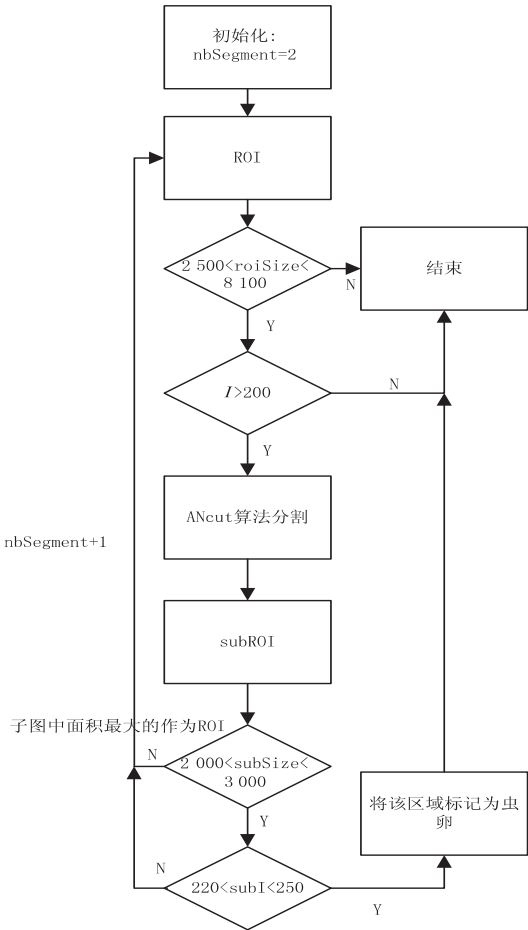 初始化:
nbSegment=2
ROI
2 500<roiSize<
8 100
N
结束
Y
I>200
N
Y
ANcut算法分割
nbSegment+1
subROI
子图中面积最大的作为ROI
N
2 000<subSize<
3 000
将该区域标记为虫
卵
Y
N
220<subI<250
Y